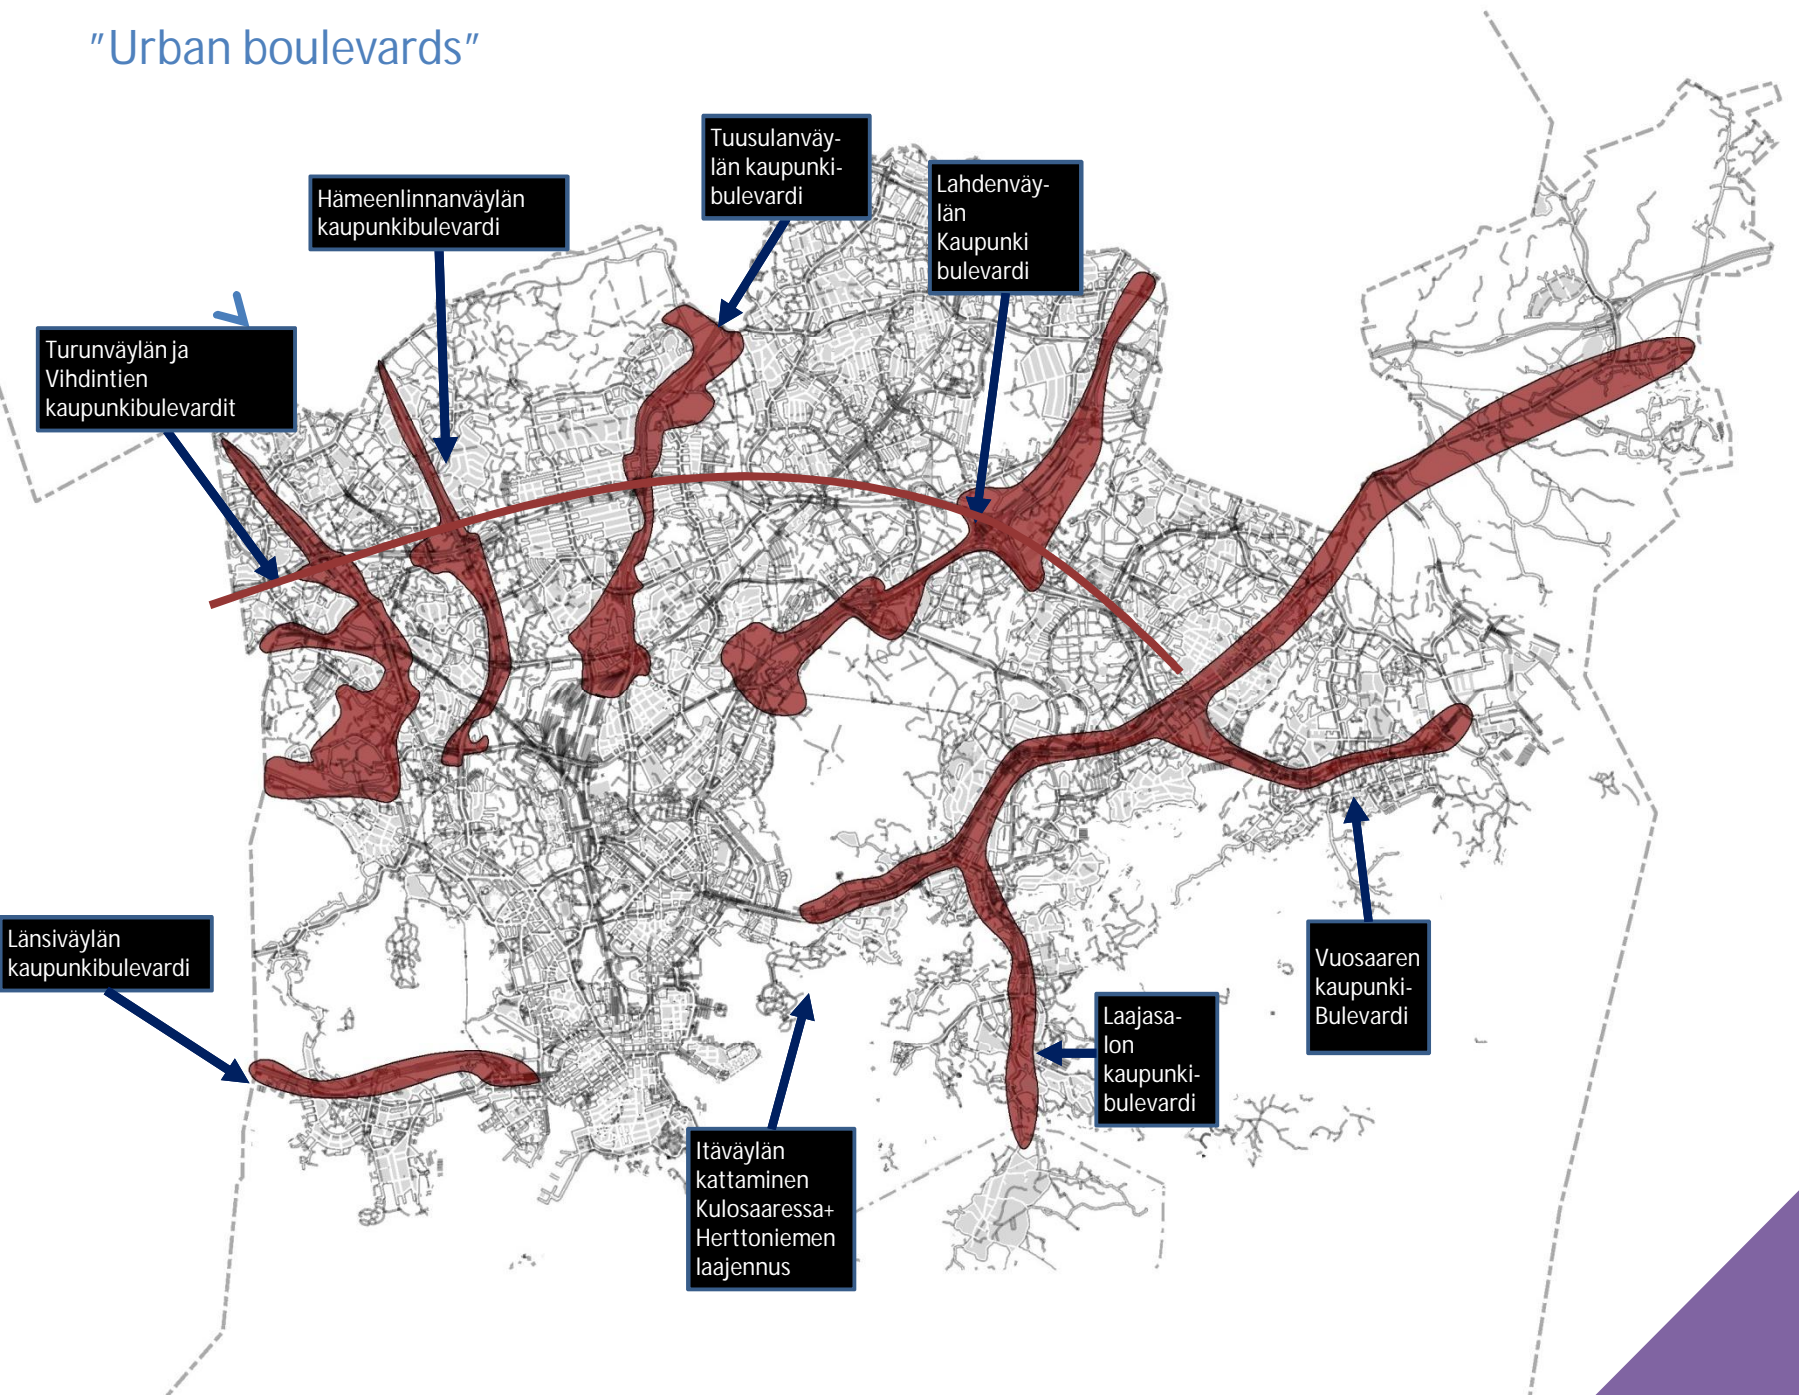 "Urban boulevards"
Tuusulanväy-
län kaupunki-
bulevardi
Hämeenlinnanväylän
kaupunkibulevardi
Lahdenväy-
län
Kaupunki
bulevardi
Turunväylän ja
Vihdintien
kaupunkibulevardit
Länsiväylän
kaupunkibulevardi
Vuosaaren
kaupunki-
Bulevardi
Laajasa-
lon
kaupunki-
bulevardi
Itäväylän
kattaminen
Kulosaaressa+
Herttoniemen
laajennus